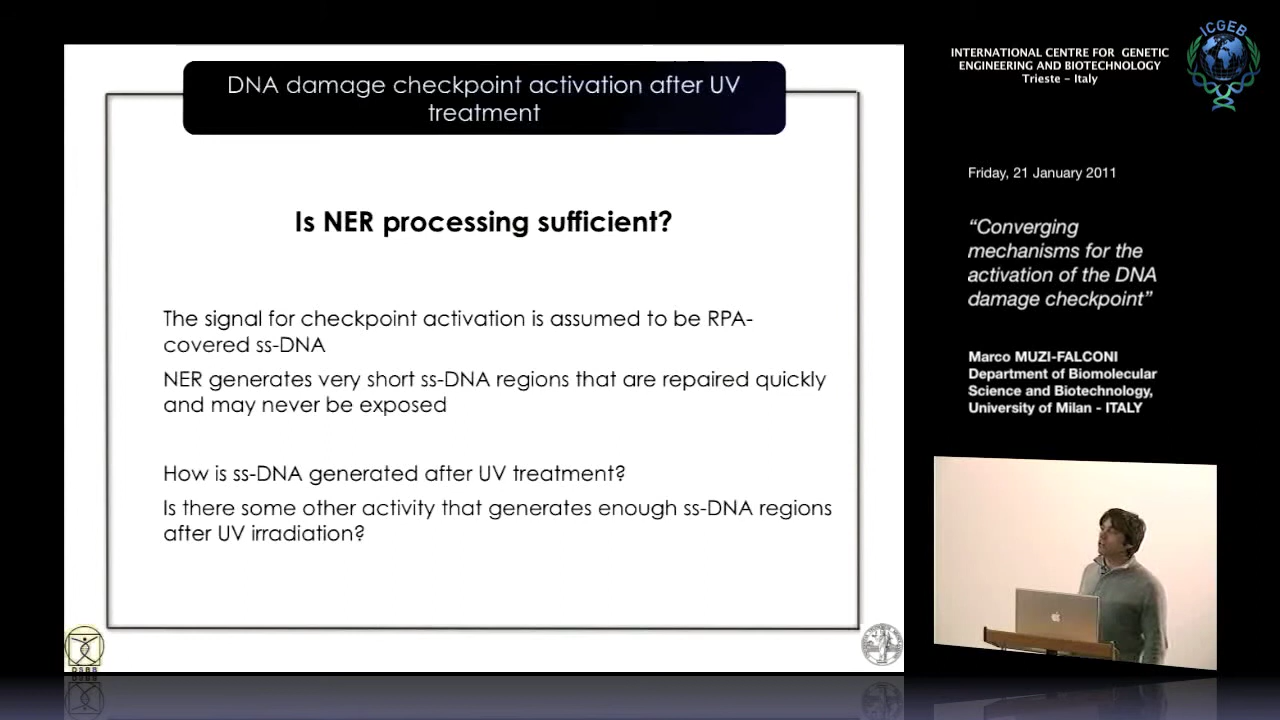 DNA damage checkpoint activation after UV
treatment
Is NER processing sufficient?
The signal for checkpoint activation is assumed to be RPA-
covered ss-DNA
NER generates very short ss-DNA regions that are repaired quickly
and may never be exposed
How is ss-DNA generated after UV treatment?
Is there some other activity that generates enough ss-DNA regions
after UV irradiation?
DSBB
INTERNATIONAL CENTRE FOR GENETIC
ENGINEERING AND BIOTECHNOLOGY
Trieste – Italy
ICGEB
Friday, 21 January 2011
“Converging
mechanisms for the
activation of the DNA
damage checkpoint”
Marco MUZI-FALCONI
Department of Biomolecular
Science and Biotechnology,
University of Milan - ITALY